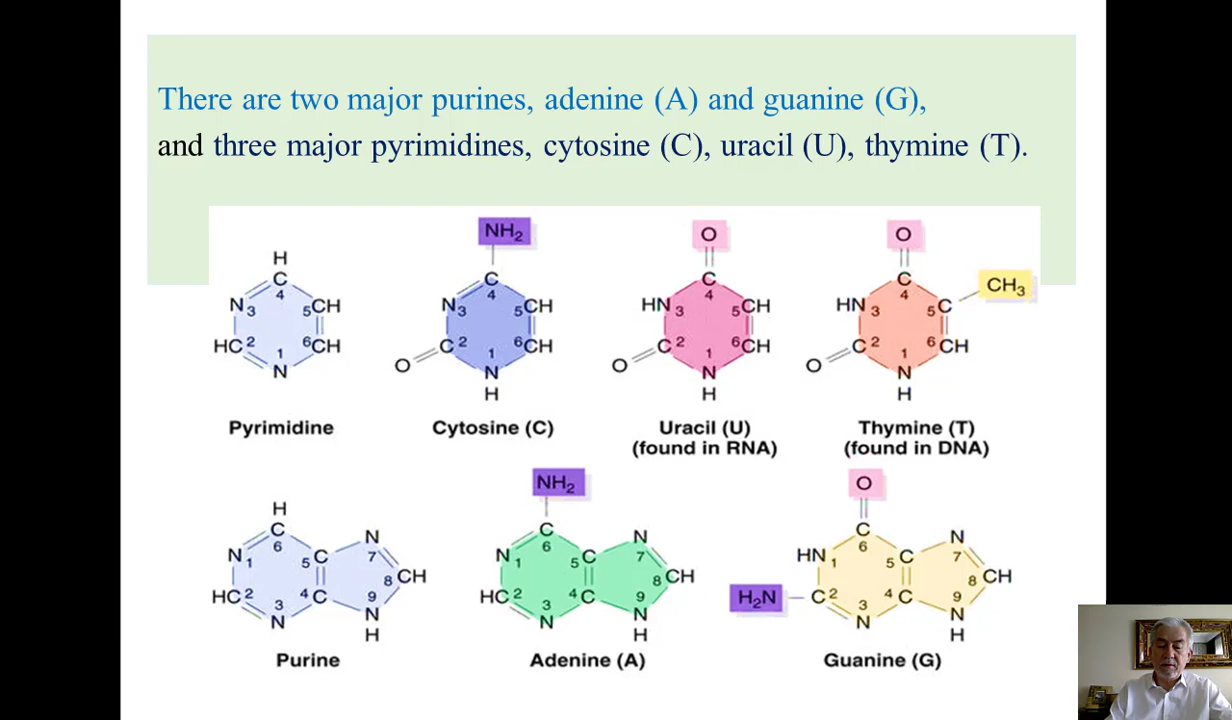 There are two major purines, adenine (A) and guanine (G),
and three major pyrimidines, cytosine (C), uracil (U), thymine (T).
NH₂ O O
H
C C C C CH₃
4 4 4 4
N 3 5 CH N 3 5 CH HN 3 5 CH HN 3 5 C
HC 2 6 CH C 2 6 CH C 2 6 CH C 2 6 CH
1 1 1 1
O O O
N N N N
H H H
Pyrimidine Cytosine (C) Uracil (U) Thymine (T)
(found in RNA) (found in DNA)
NH₂ O
H
C C C
6 6 6
N N N
N 1 5 C 7 N 1 5 C 7 HN 1 5 C 7
8 CH 8 CH 8 CH
HC 2 4 C 9 HC 2 4 C 9 H₂N C 2 4 C 9
3 3 3
N N N N N N
H H H
Purine Adenine (A) Guanine (G)